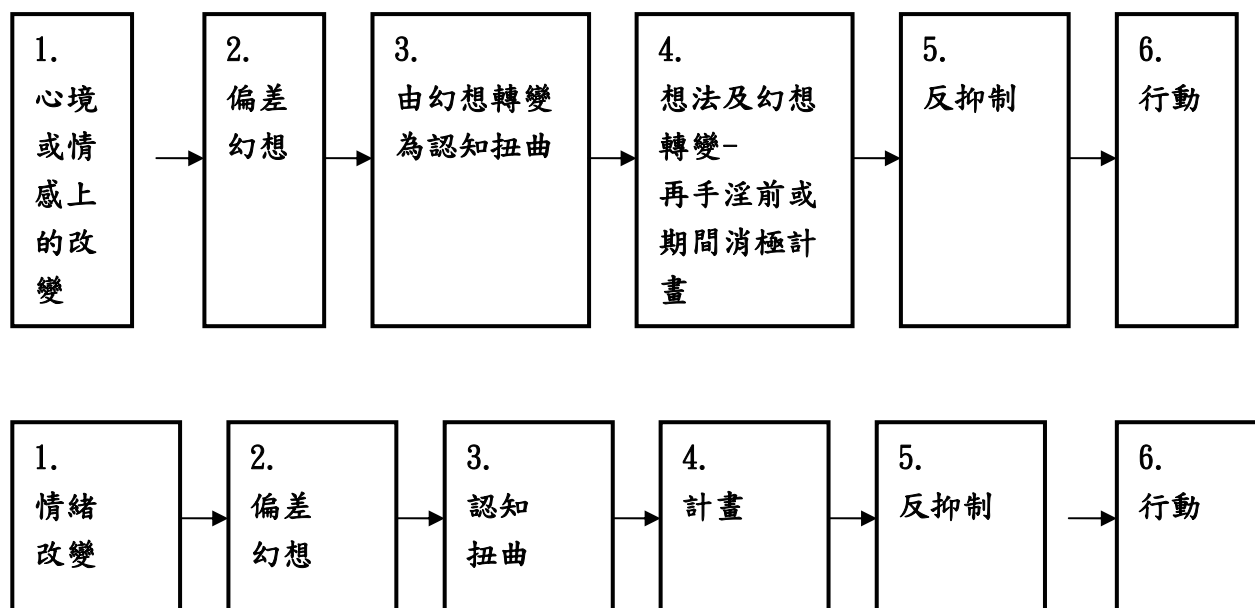 1.
心境
或情
感上
的改
變
2.
偏差
幻想
3.
由幻想轉變
為認知扭曲
4.
想法及幻想
轉變-
再手淫前或
期間消極計
畫
5.
反抑制
6.
行動
1.
情緒
改變
2.
偏差
幻想
3.
認知
扭曲
4.
計畫
5.
反抑制
6.
行動